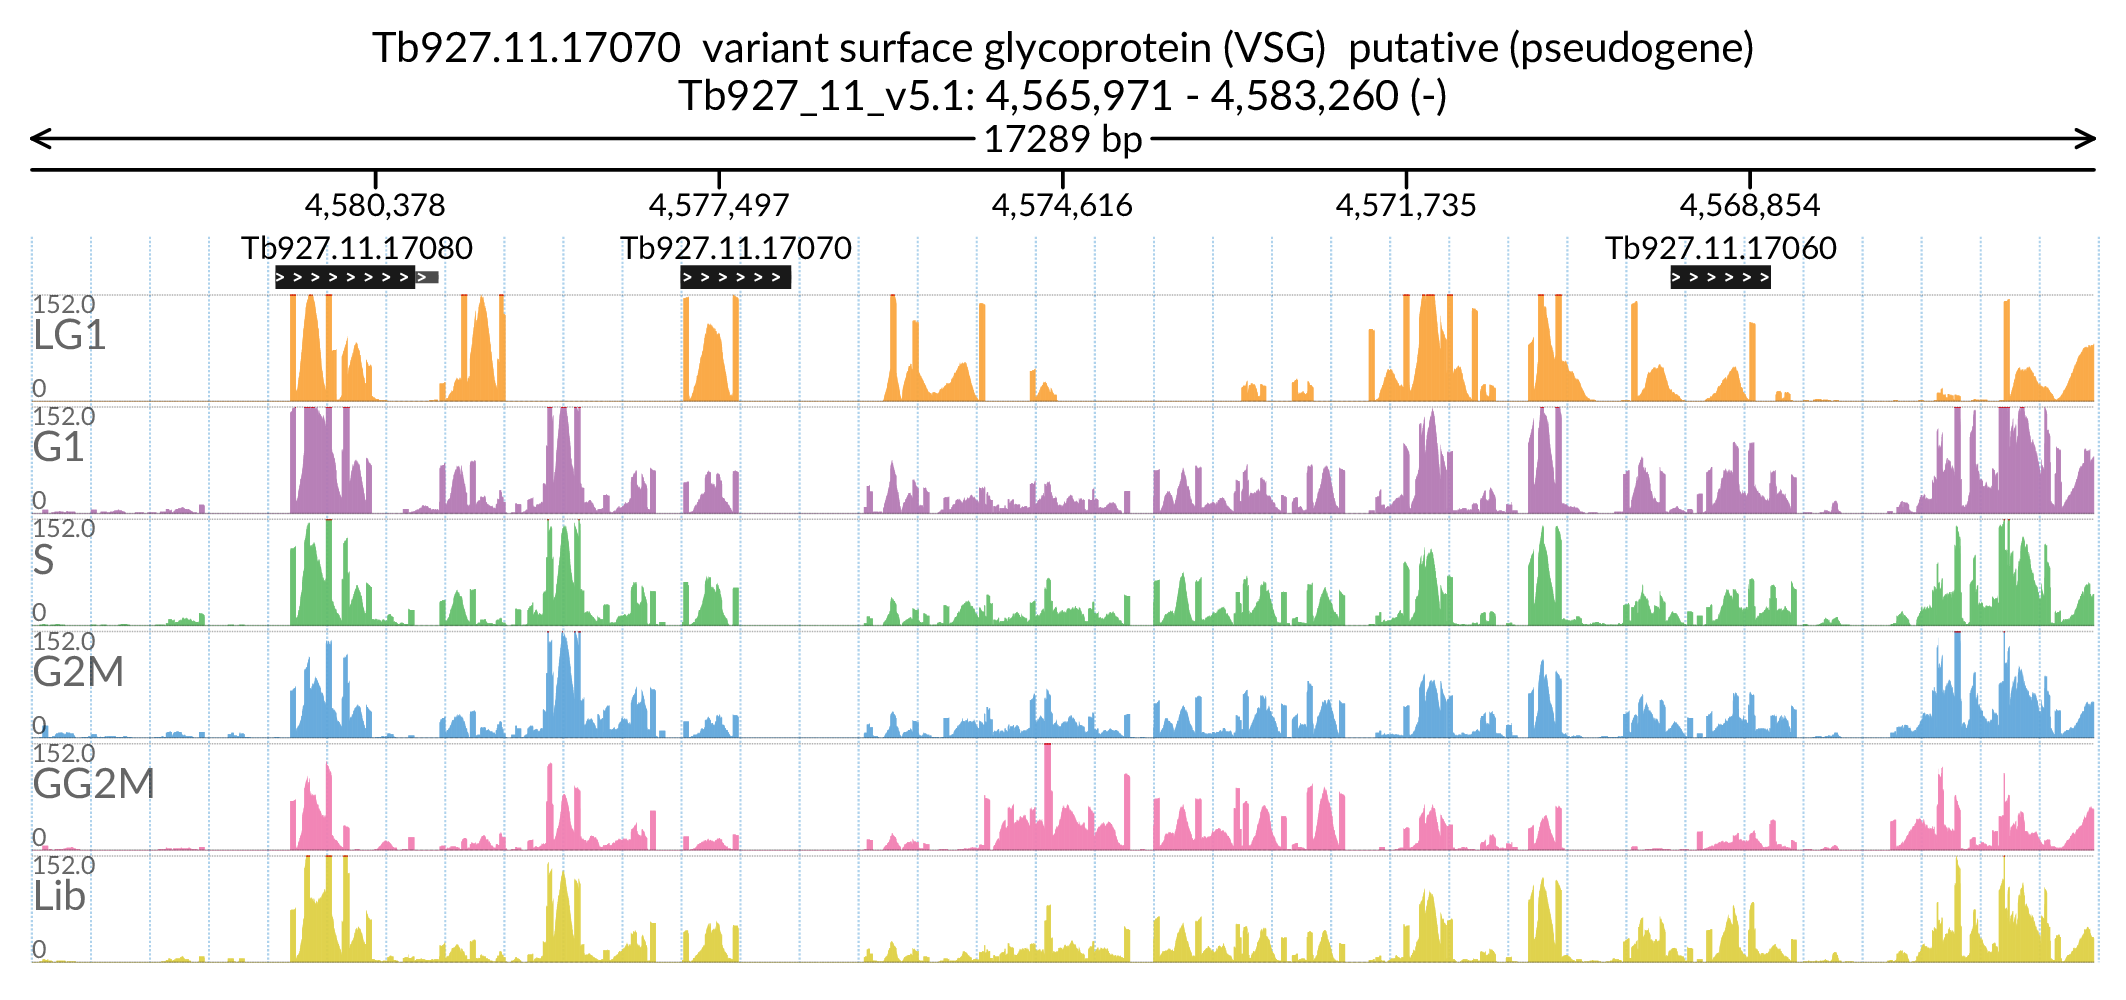 Tb927.11.17070 variant surface glycoprotein (VSG) putative (pseudogene)
Tb927_11_v5.1: 4,565,971 - 4,583,260 (-)
17289 bp
4,580,378 4,577,497 4,574,616 4,571,735 4,568,854
Tb927.11.17080 Tb927.11.17070 Tb927.11.17060
152.0
LG1
0
152.0
G1
0
152.0
S
0
152.0
G2M
0
152.0
GG2M
0
152.0
Lib
0